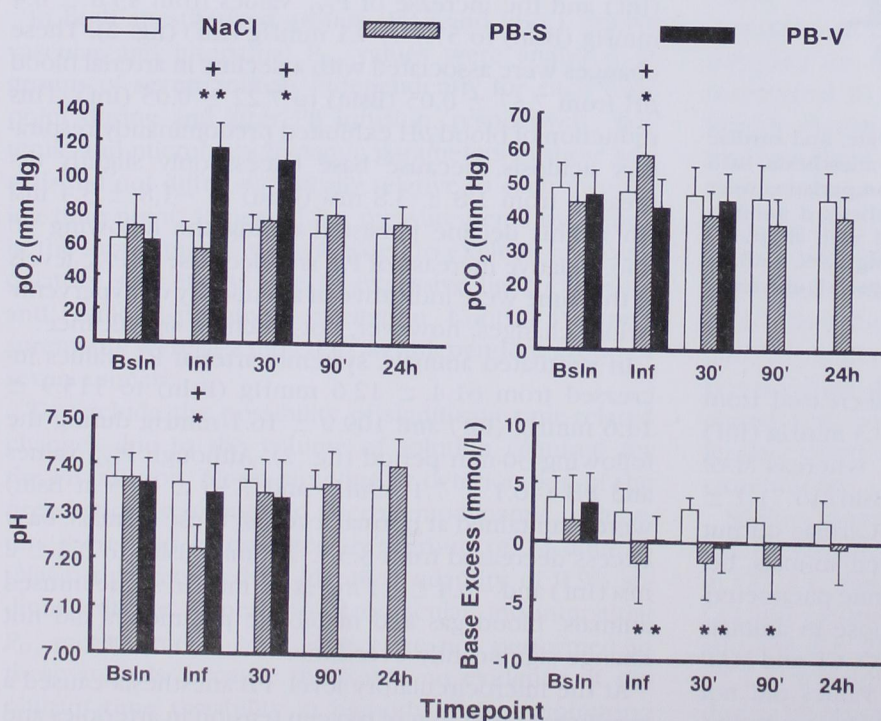 NaCl PB-S PB-V
+ +
* * *
140
120
100
80
60
40
20
0
pO2 (mm Hg)
Bsln Inf 30' 90' 24h
+
*
70
60
50
40
30
20
10
0
pCO2 (mm Hg)
Bsln Inf 30' 90' 24h
+
*
7.50
7.40
7.30
7.20
7.10
7.00
pH
Bsln Inf 30' 90' 24h
10
5
0
-5
-10
Base Excess (mmol/L)
* * * * *
Bsln Inf 30' 90' 24h
Timepoint